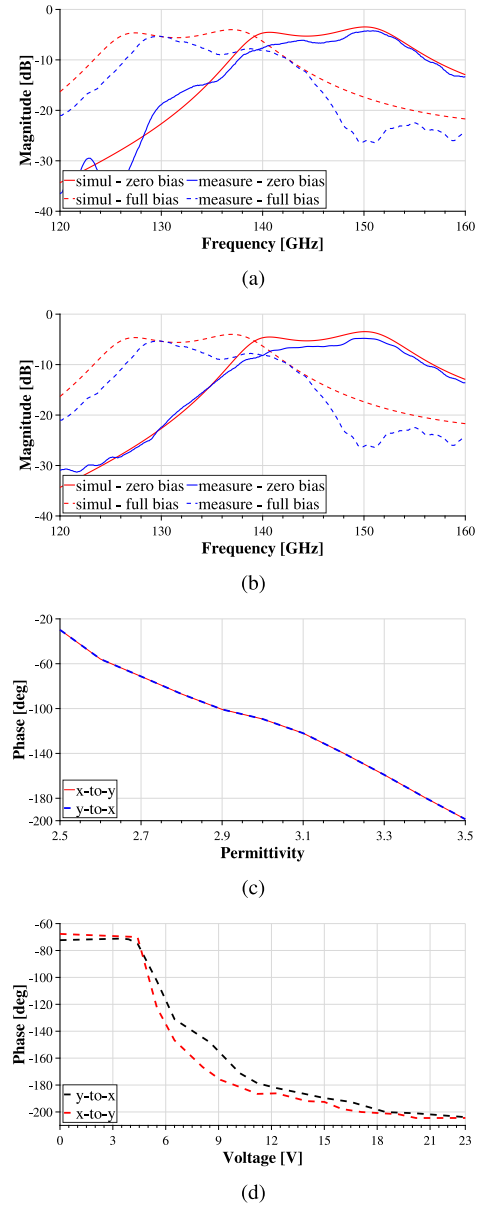 0
-10
-20
-30
-40
Magnitude [dB]
simul - zero bias measure - zero bias
simul - full bias measure - full bias
120 130 140 150 160
Frequency [GHz]
(a)
0
-10
-20
-30
-40
Magnitude [dB]
simul - zero bias measure - zero bias
simul - full bias measure - full bias
120 130 140 150 160
Frequency [GHz]
(b)
-20
-60
-100
-140
-180
-200
Phase [deg]
x-to-y
y-to-x
2.5 2.7 2.9 3.1 3.3 3.5
Permittivity
(c)
-60
-80
-100
-120
-140
-160
-180
-200
Phase [deg]
y-to-x
x-to-y
0 3 6 9 12 15 18 21 23
Voltage [V]
(d)